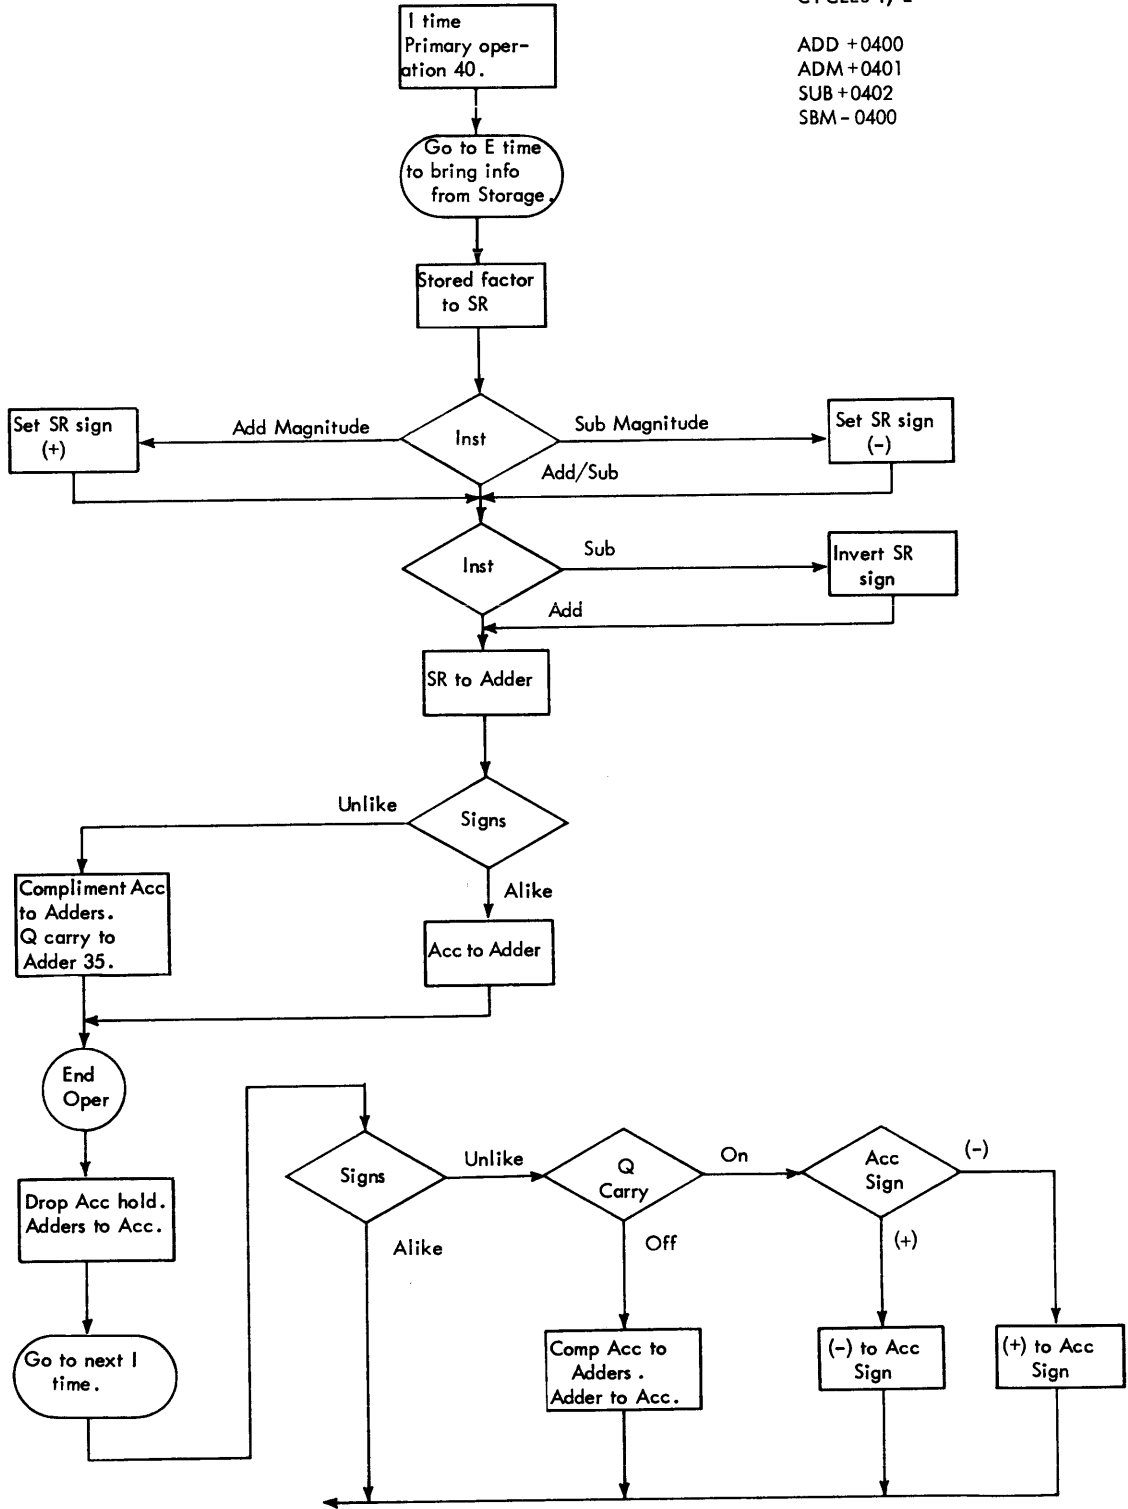 I time
Primary oper-
ation 40.
ADD +0400
ADM +0401
SUB +0402
SBM - 0400
Go to E time
to bring info
from Storage.
Stored factor
to SR
Set SR sign
(+)
Add Magnitude
Inst
Sub Magnitude
Set SR sign
(-)
Add/Sub
Inst
Sub
Invert SR
sign
Add
SR to Adder
Unlike
Signs
Alike
Compliment Acc
to Adders.
Q carry to
Adder 35.
Acc to Adder
End
Oper
Drop Acc hold.
Adders to Acc.
Go to next I
time.
Signs
Unlike
Alike
Q
Carry
On
Off
Acc
Sign
(-)
(+)
Comp Acc to
Adders.
Adder to Acc.
(-) to Acc
Sign
(+) to Acc
Sign